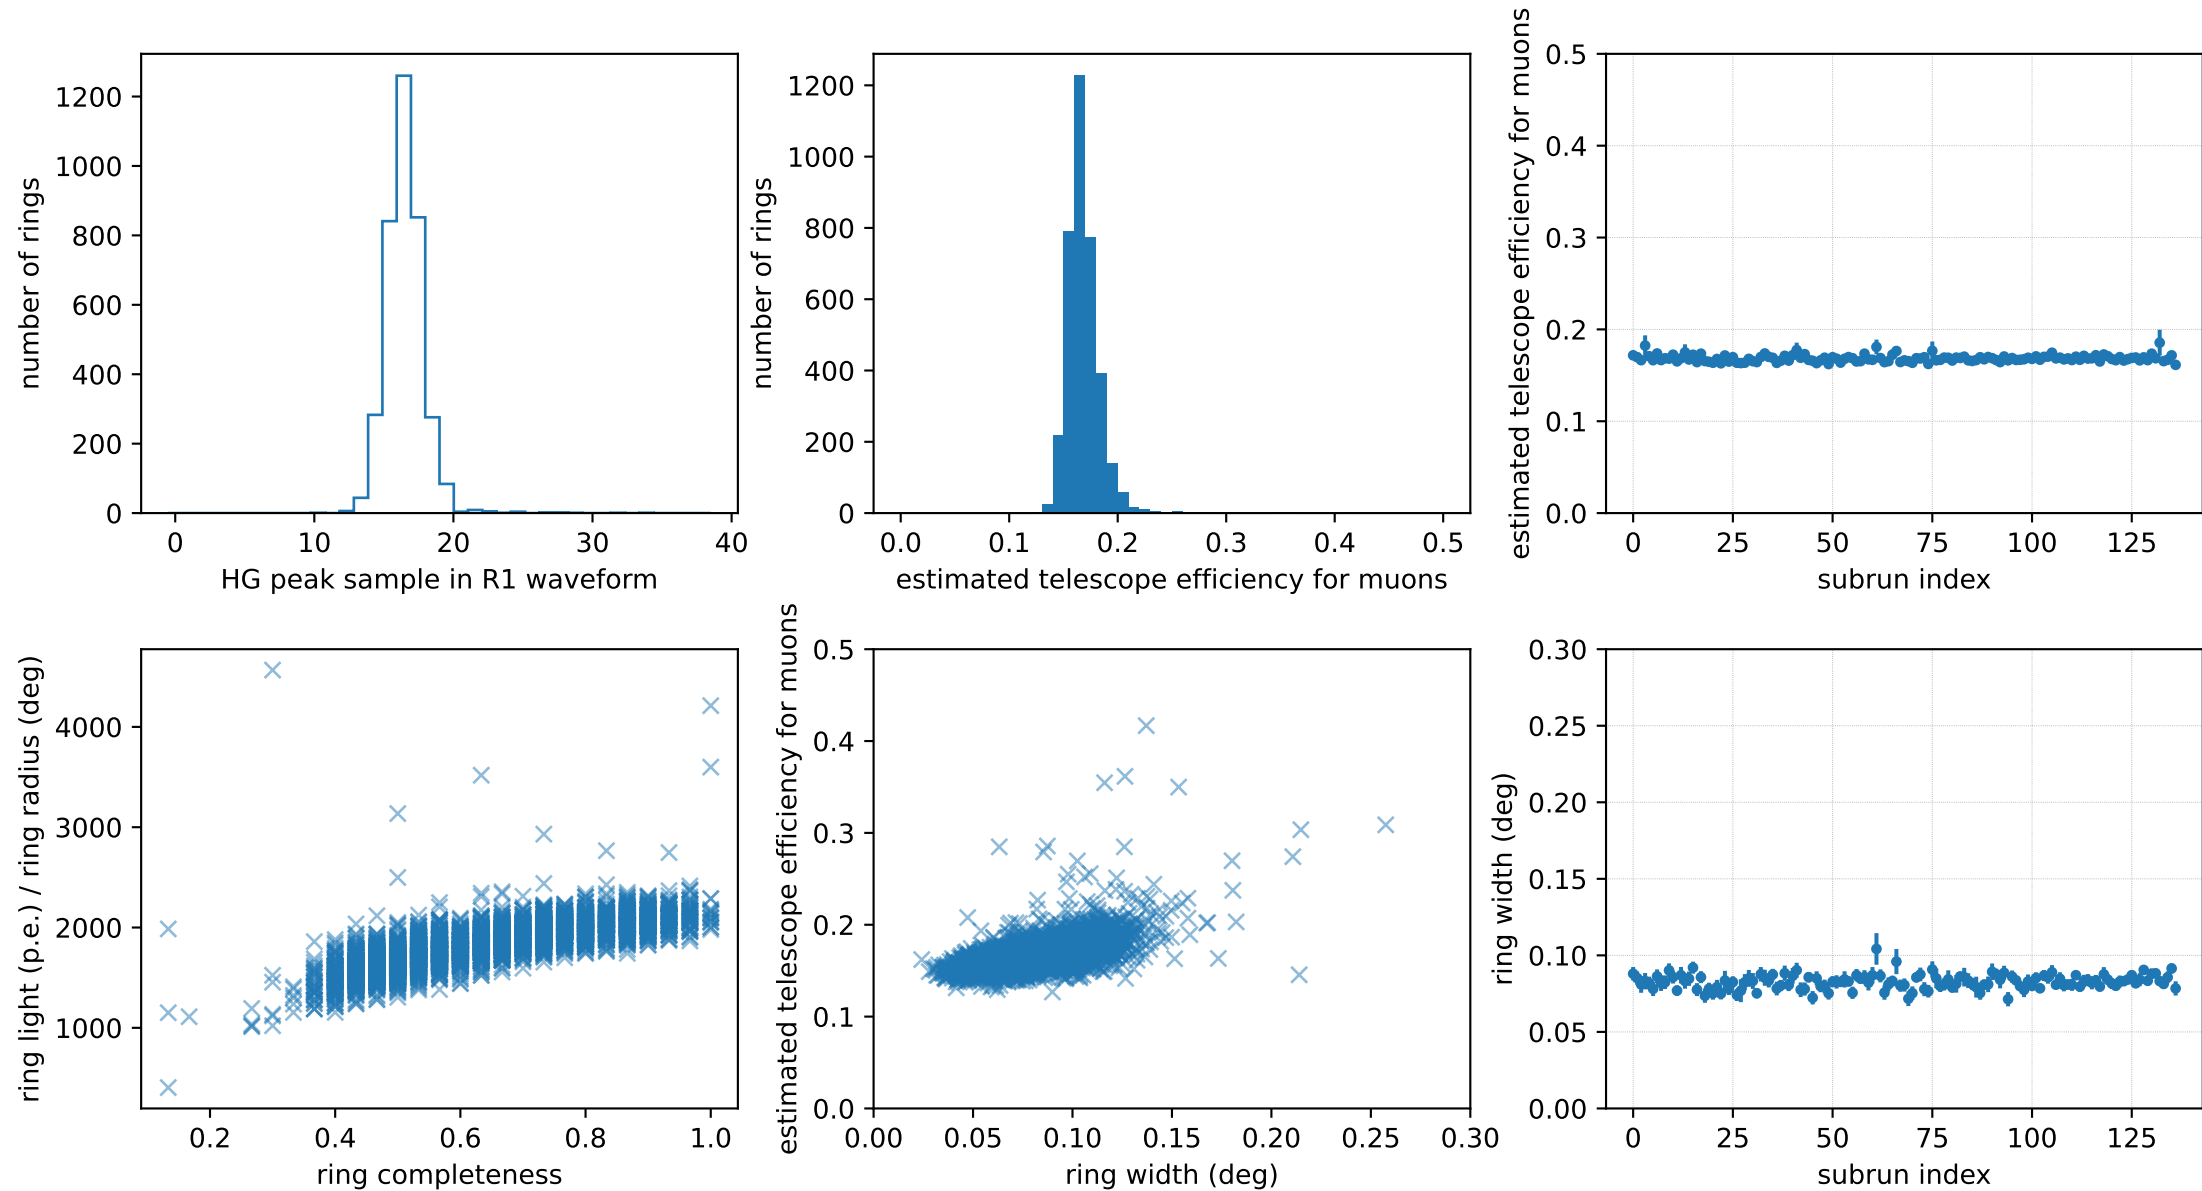 number of rings
1200
1000
800
600
400
200
0
0 10 20 30 40
HG peak sample in R1 waveform
number of rings
1200
1000
800
600
400
200
0
0.0 0.1 0.2 0.3 0.4 0.5
estimated telescope efficiency for muons
estimated telescope efficiency for muons
0.5
0.4
0.3
0.2
0.1
0.0
0 25 50 75 100 125
subrun index
ring light (p.e.) / ring radius (deg)
4000
3000
2000
1000
0.2 0.4 0.6 0.8 1.0
ring completeness
estimated telescope efficiency for muons
0.5
0.4
0.3
0.2
0.1
0.0
0.00 0.05 0.10 0.15 0.20 0.25 0.30
ring width (deg)
ring width (deg)
0.30
0.25
0.20
0.15
0.10
0.05
0.00
0 25 50 75 100 125
subrun index